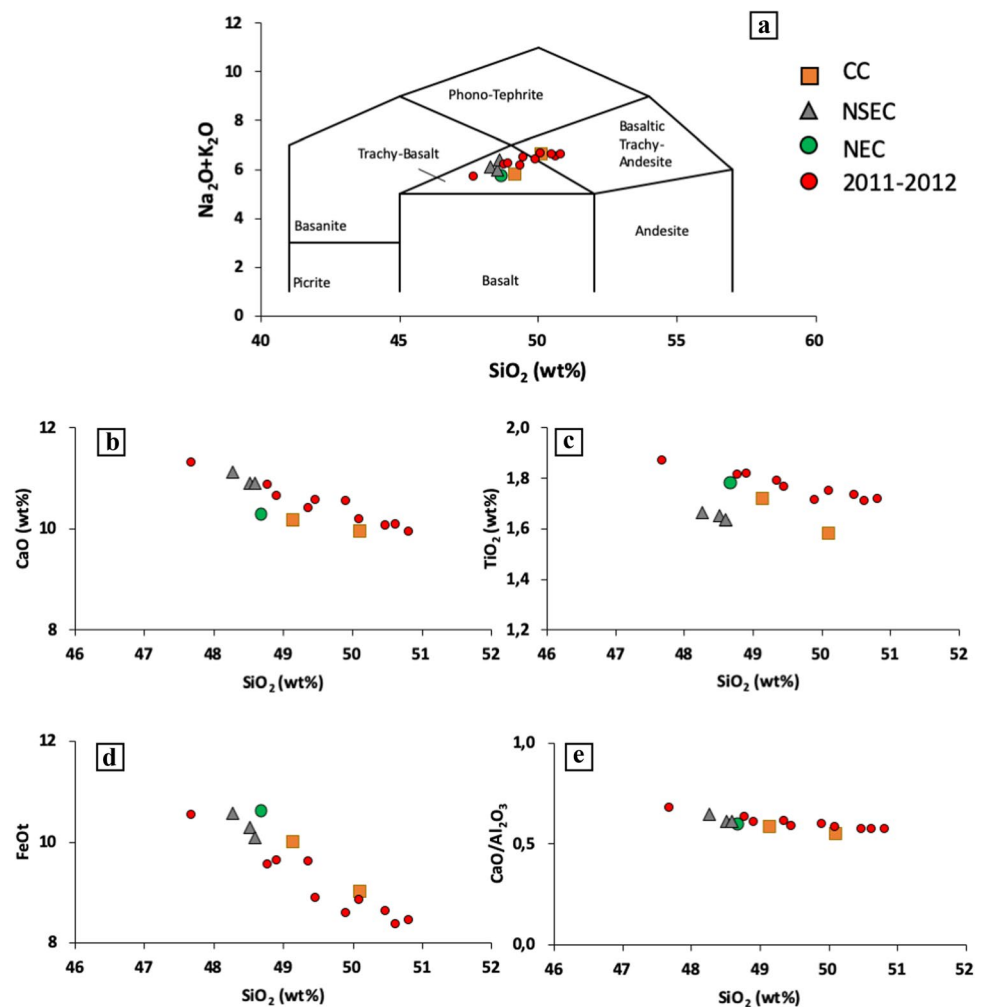 a
12
10
8
6
4
2
0
Na2O+K2O
Phono-Tephrite
Trachy-Basalt
Basaltic
Trachy-
Andesite
Basanite
Picrite
Basalt
Andesite
40 45 50 55 60
SiO2 (wt%)
CC
NSEC
NEC
2011-2012
b
12
10
8
CaO (wt%)
46 47 48 49 50 51 52
SiO2 (wt%)
c
2,0
1,8
1,6
1,4
1,2
TiO2 (wt%)
46 47 48 49 50 51 52
SiO2 (wt%)
d
12
10
8
FeOt
46 47 48 49 50 51 52
SiO2 (wt%)
e
1,0
0,5
0,0
CaO/Al2O3
46 47 48 49 50 51 52
SiO2 (wt%)